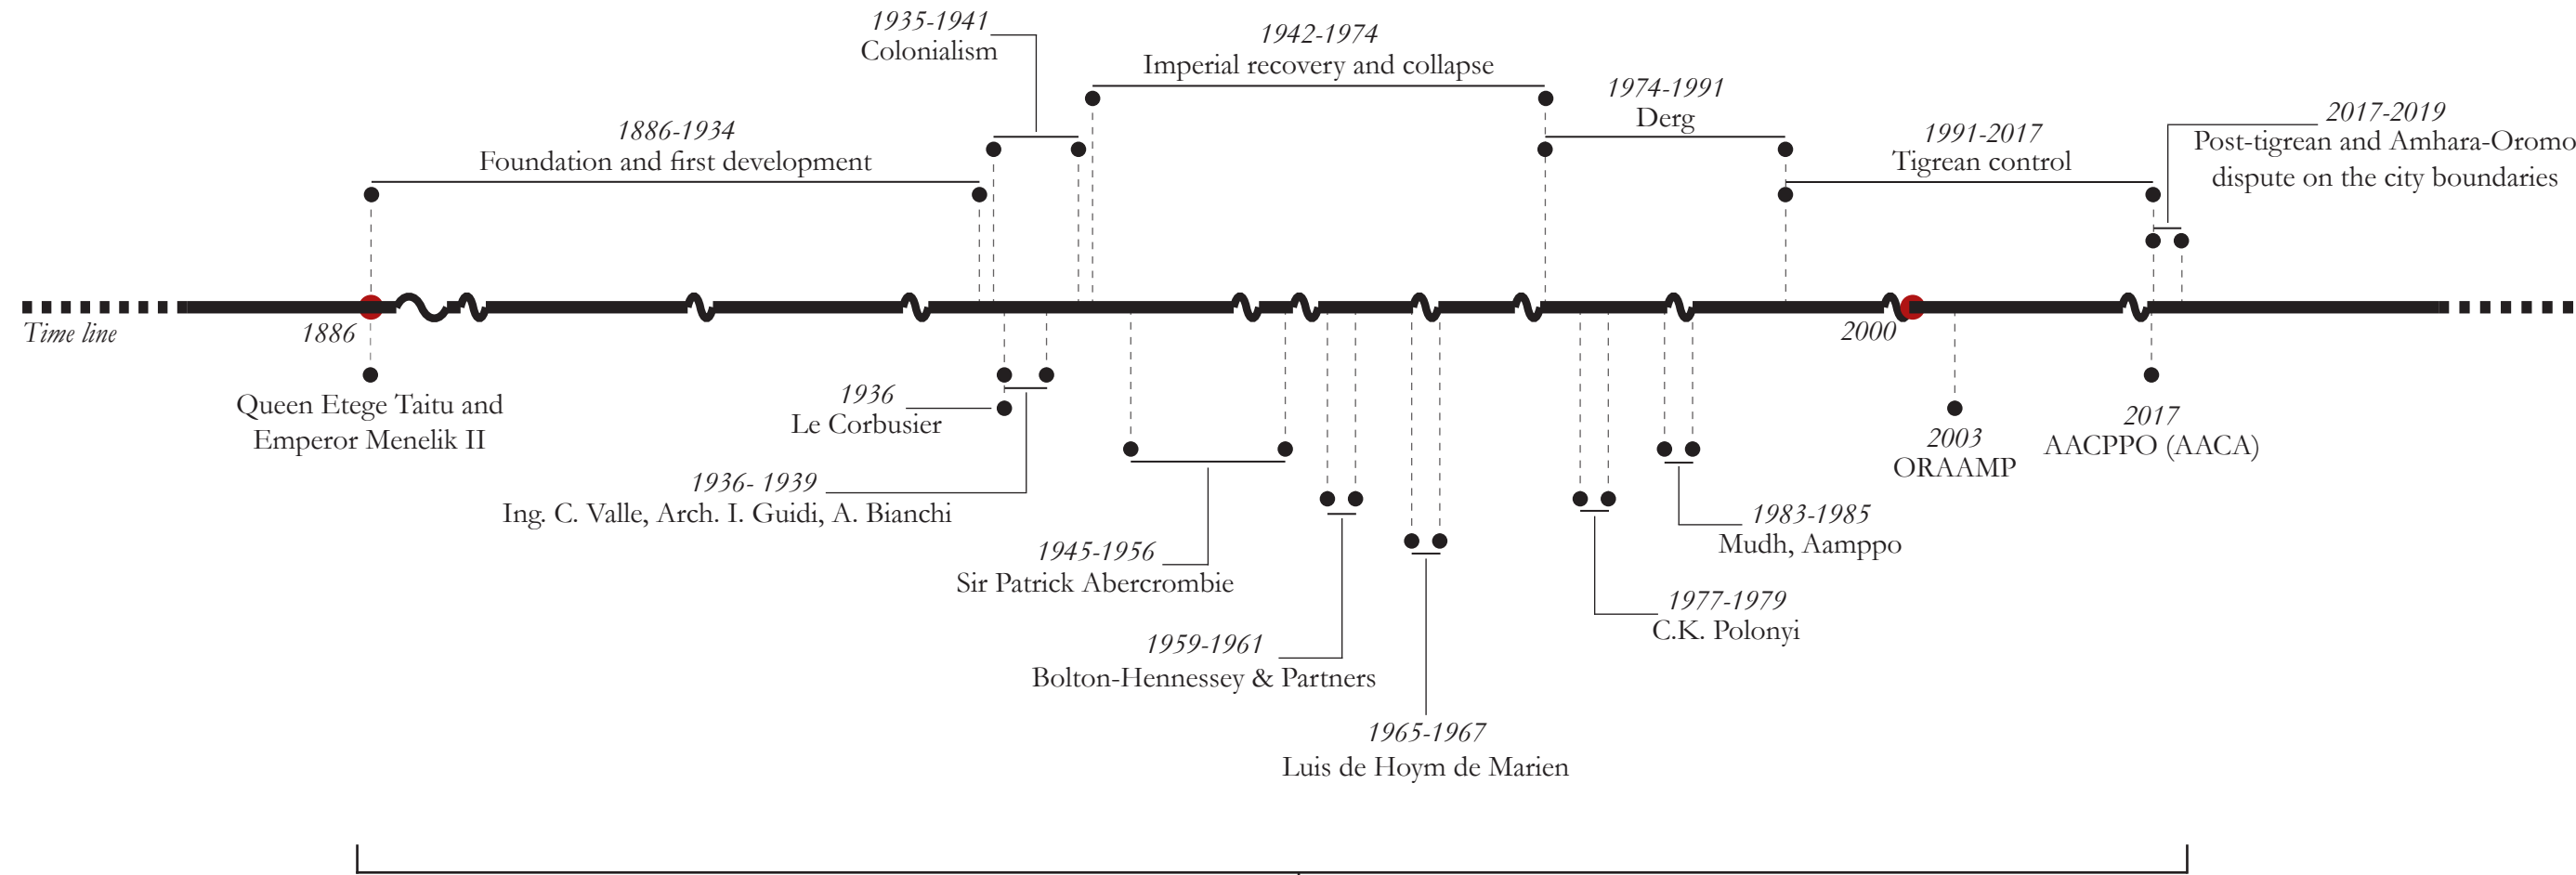 1935-1941
Colonialism
1942-1974
Imperial recovery and collapse
1974-1991
Derg
2017-2019
Post-tigrean and Amhara-Oromo
dispute on the city boundaries
1886-1934
Foundation and first development
1991-2017
Tigrean control
Time line
1886
2000
Queen Etege Taitu and
Emperor Menelik II
1936
Le Corbusier
1936- 1939
Ing. C. Valle, Arch. I. Guidi, A. Bianchi
1945-1956
Sir Patrick Abercrombie
1959-1961
Bolton-Hennessey & Partners
1965-1967
Luis de Hoym de Marien
1977-1979
C.K. Polonyi
1983-1985
Mudh, Aamppo
2003
ORAAMP
2017
AACPPO (AACA)